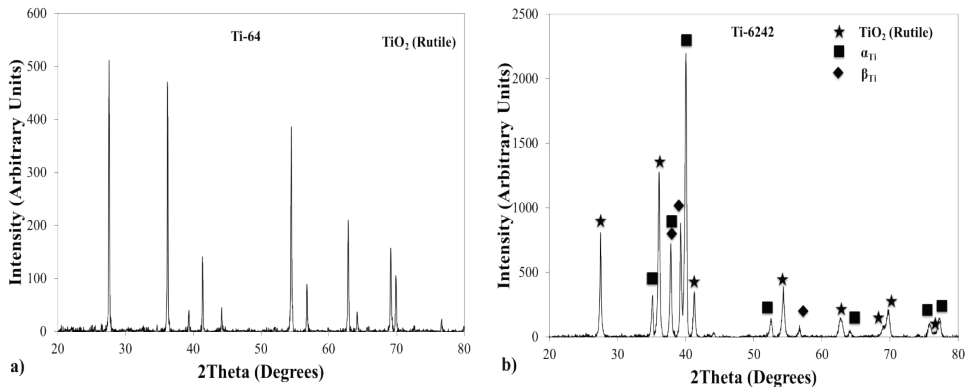 Ti-64
TiO₂ (Rutile)
Intensity (Arbitrary Units)
600
500
400
300
200
100
0
20 30 40 50 60 70 80
2Theta (Degrees)
a)
Ti-6242
TiO₂ (Rutile)
α_Ti
β_Ti
Intensity (Arbitrary Units)
2500
2000
1500
1000
500
0
20 30 40 50 60 70 80
2Theta (Degrees)
b)